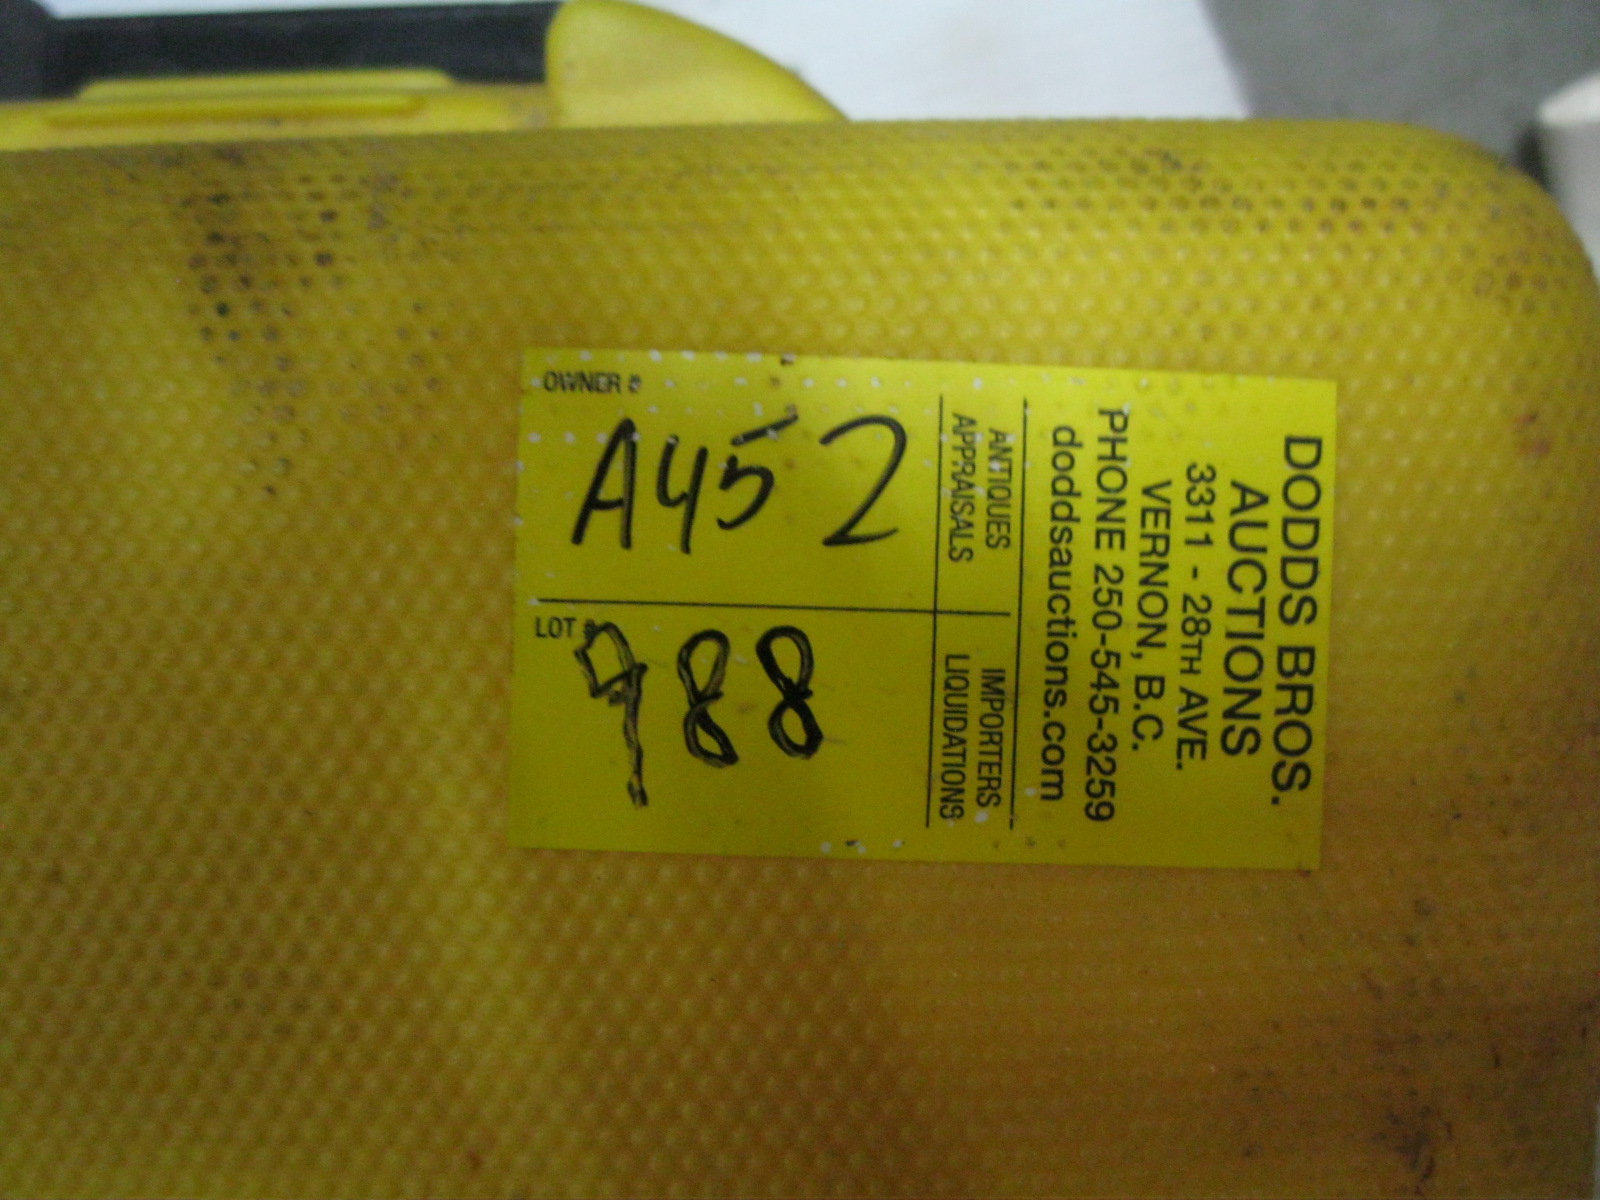 DODDS BROS.
AUCTIONS
3311 - 28TH AVE.
VERNON, B.C.
PHONE 250-545-3259
doddsauctions.com
ANTIQUES
APPRAISALS
IMPORTERS
LIQUIDATIONS
OWNER #
A452
LOT #
988